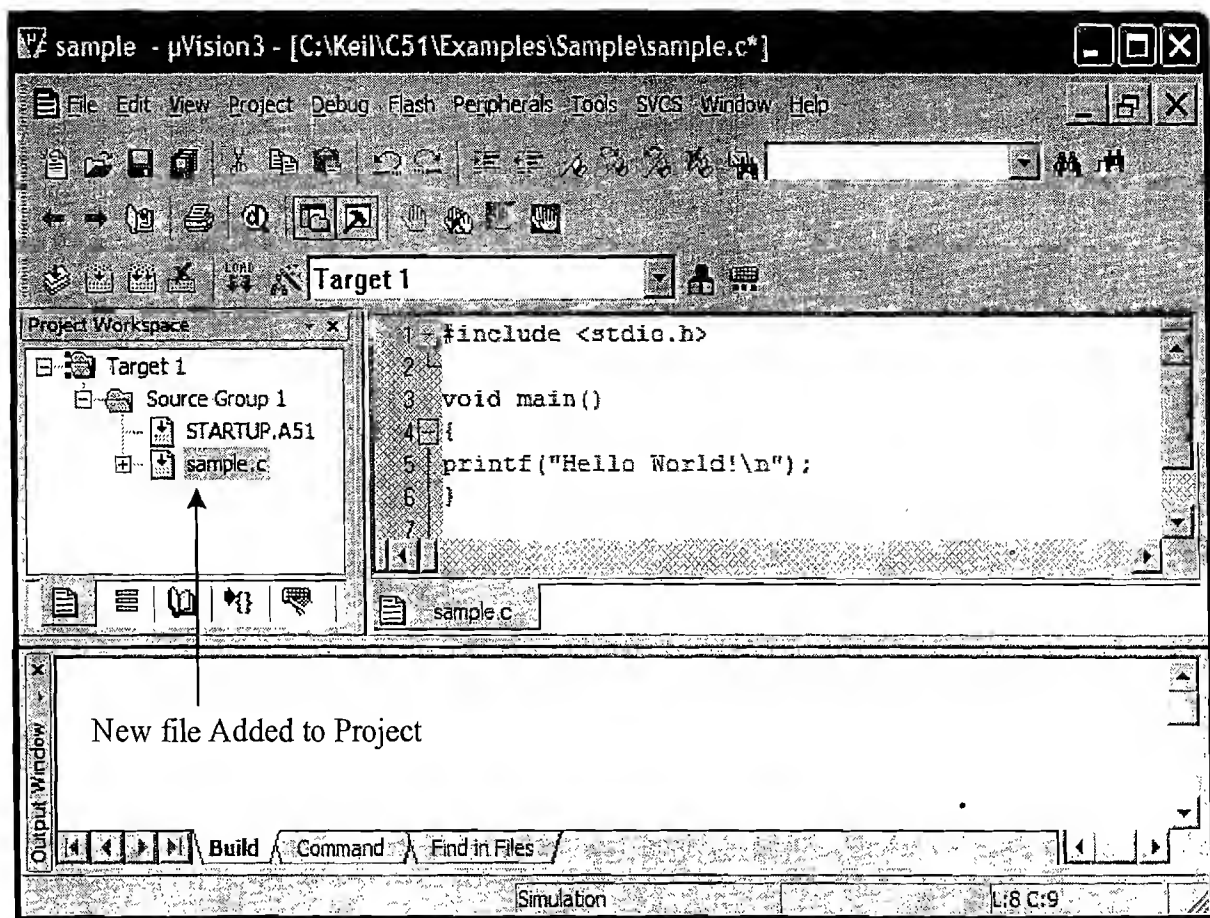 sample - µVision3 - [C:\Keil\C51\Examples\Sample\sample.c*]
File Edit View Project Debug Flash Peripherals Tools SVCS Window Help
LOAD
Target 1
Project Workspace
Target 1
Source Group 1
STARTUP.A51
sample.c
1 #include <stdio.h>
2
3 void main()
4 {
5 printf("Hello World!\n");
6 }
7
sample.c
New file Added to Project
Output Window
Build Command Find in Files
Simulation L:8 C:9